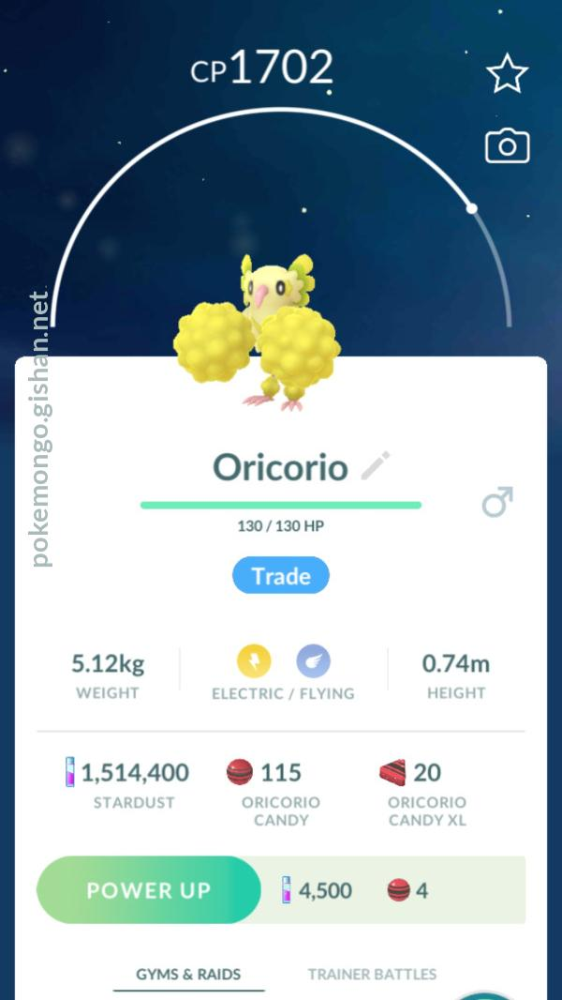 CP1702
pokemongo.gishan.net
Oricorio
130 / 130 HP
Trade
5.12kg
WEIGHT
ELECTRIC / FLYING
0.74m
HEIGHT
1,514,400
STARDUST
115
ORICORIO
CANDY
20
ORICORIO
CANDY XL
POWER UP
4,500
4
GYMS & RAIDS
TRAINER BATTLES